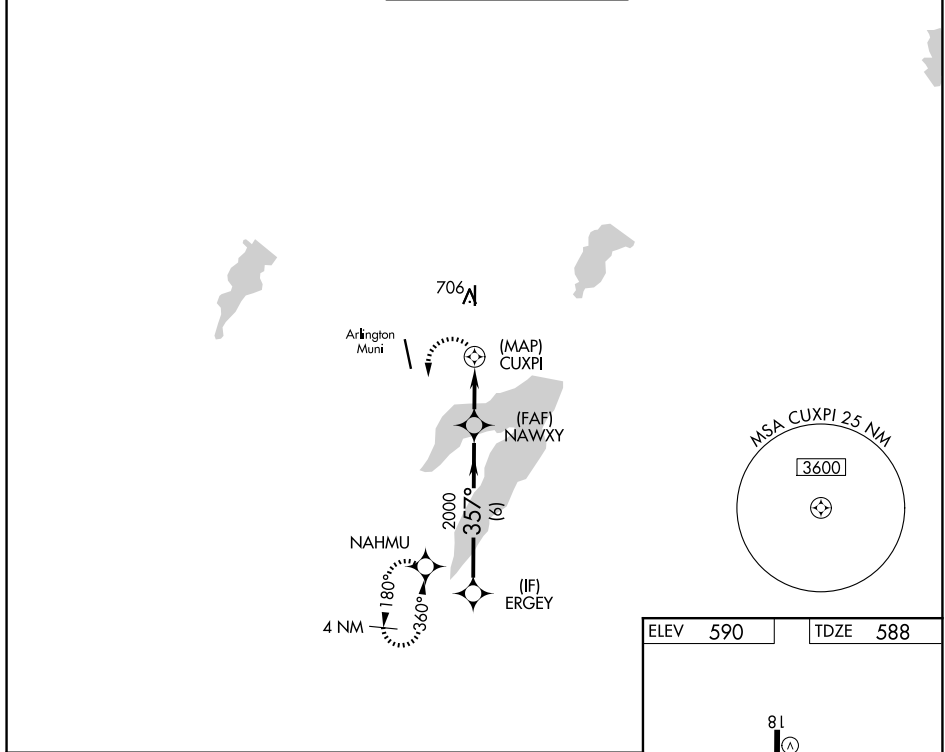 706
Arlington
Muni
(MAP)
CUXPI
(FAF)
NAWXY
MSA CUXPI 25 NM
3600
2000
357°
(6)
NAHMU
180°
360°
4 NM
(IF)
ERGEY
ELEV 590
TDZE 588
18
V